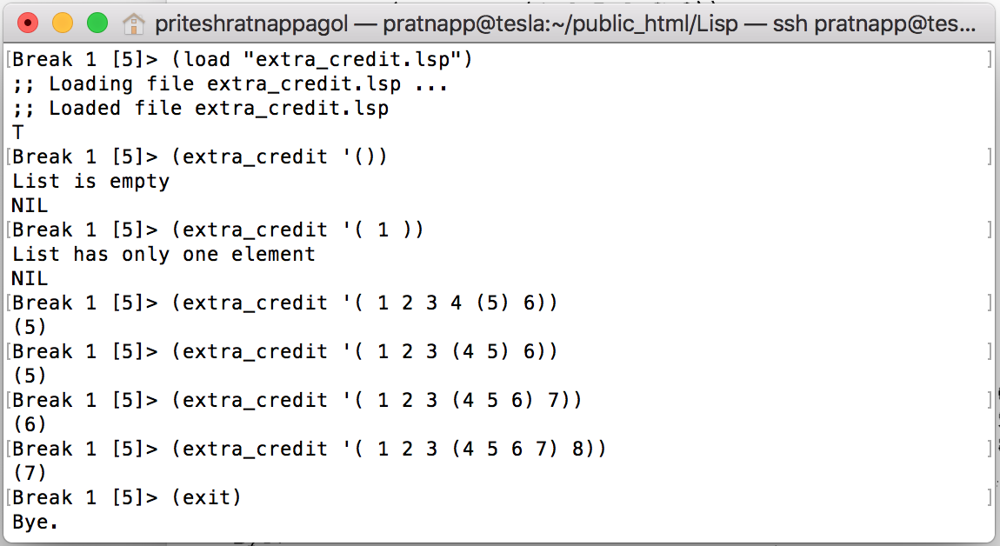 priteshratnappagol — pratnapp@tesla:~/public_html/Lisp — ssh pratnapp@tes...
[Break 1 [5]> (load "extra_credit.lsp") ]
;; Loading file extra_credit.lsp ...
;; Loaded file extra_credit.lsp
T
[Break 1 [5]> (extra_credit '()) ]
List is empty
NIL
[Break 1 [5]> (extra_credit '( 1 )) ]
List has only one element
NIL
[Break 1 [5]> (extra_credit '( 1 2 3 4 (5) 6)) ]
(5)
[Break 1 [5]> (extra_credit '( 1 2 3 (4 5) 6)) ]
(5)
[Break 1 [5]> (extra_credit '( 1 2 3 (4 5 6) 7)) ]
(6)
[Break 1 [5]> (extra_credit '( 1 2 3 (4 5 6 7) 8)) ]
(7)
[Break 1 [5]> (exit) ]
Bye.